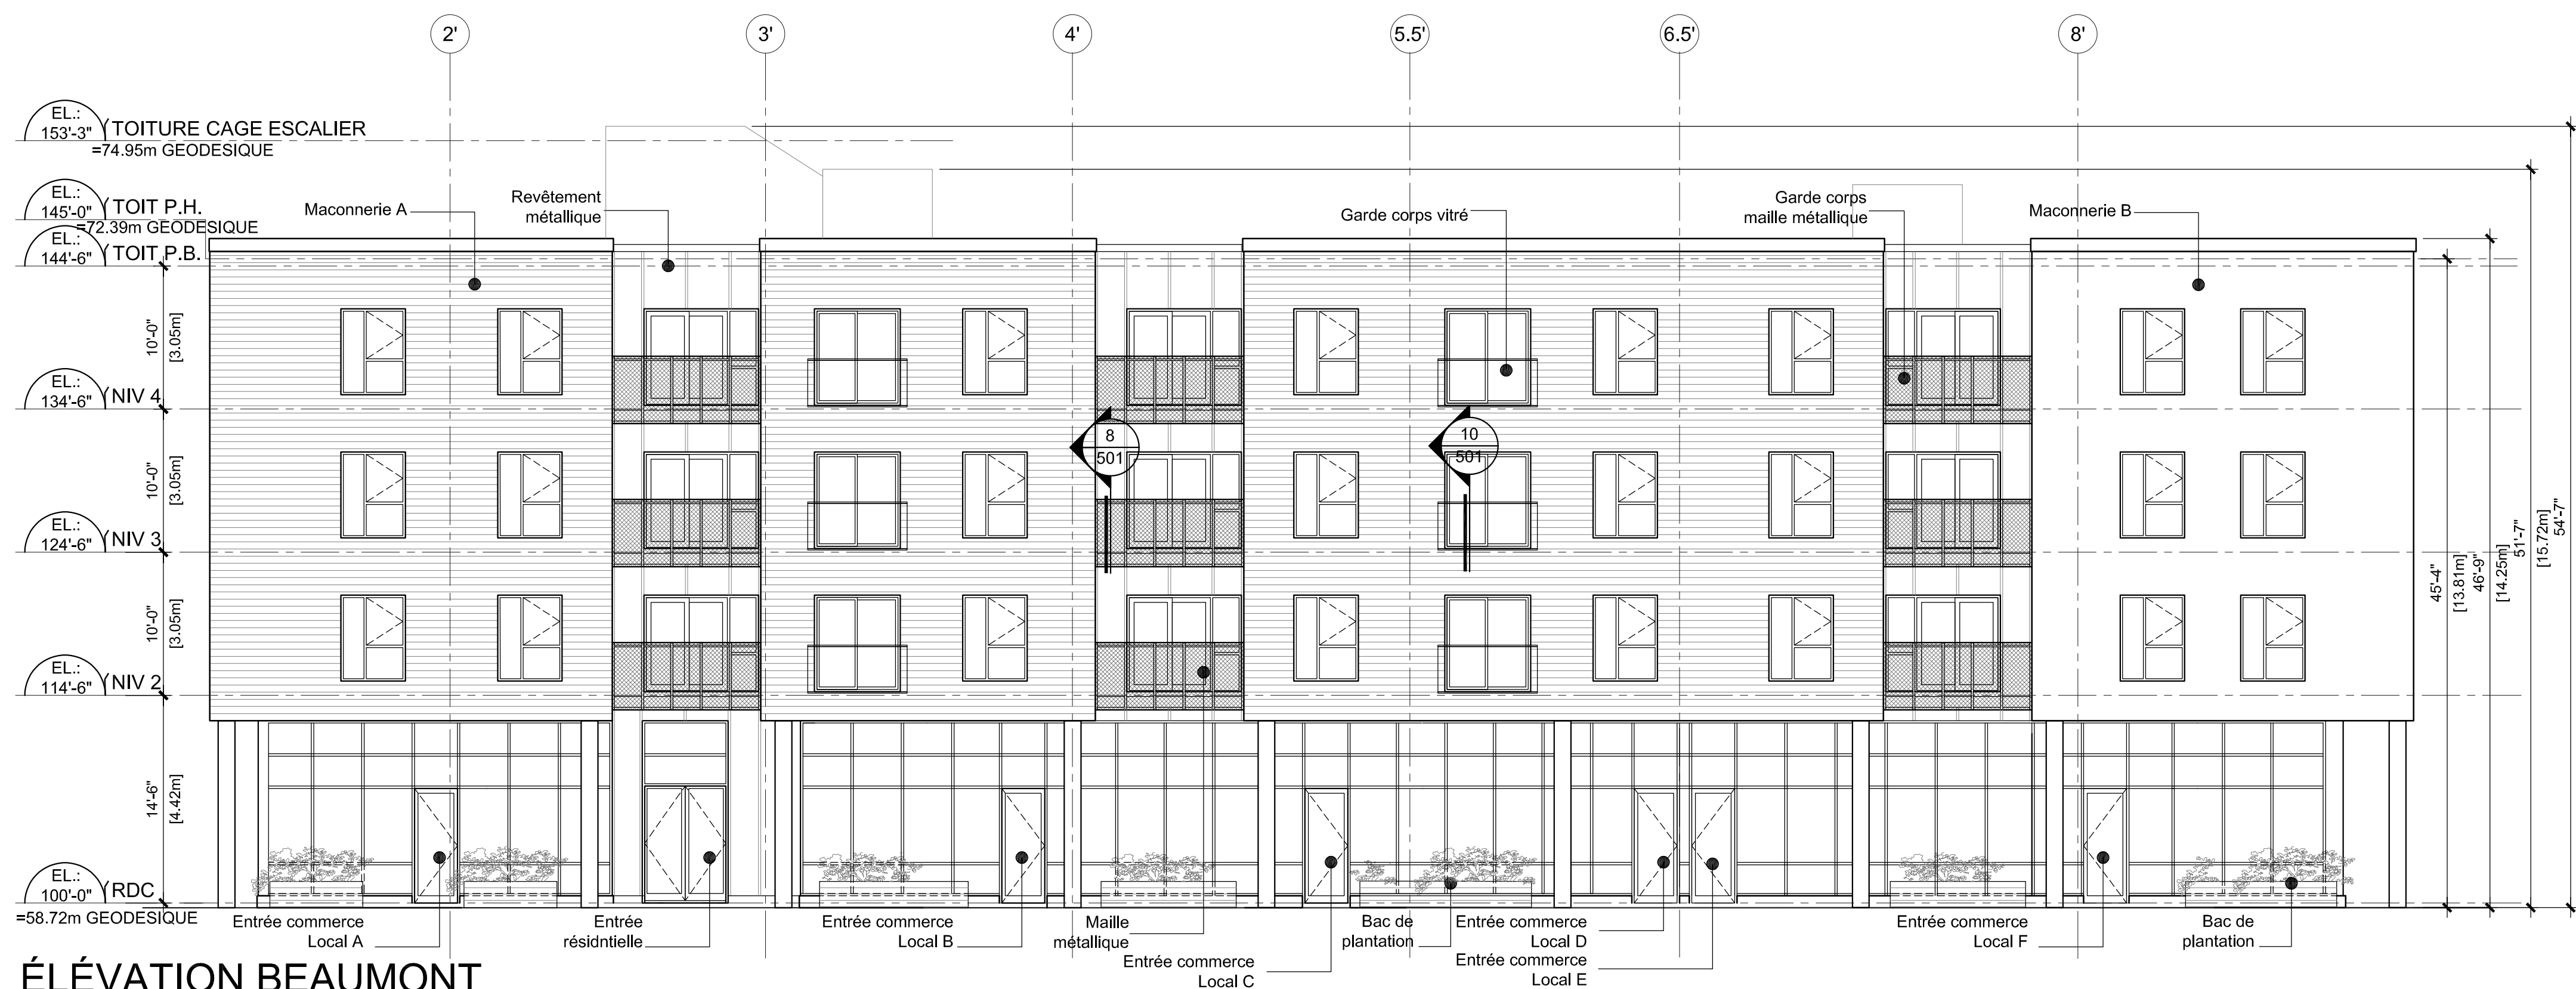 2'
3'
4'
5.5'
6.5'
8'
EL.:
153'-3"
TOITURE CAGE ESCALIER
=74.95m GEODESIQUE
EL.:
145'-0"
TOIT P.H.
=72.39m GEODESIQUE
EL.:
144'-6"
TOIT P.B.
Maconnerie A
Revêtement
métallique
Garde corps vitré
Garde corps
maille métallique
Maconnerie B
10'-0"
[3.05m]
EL.:
134'-6"
NIV 4
10'-0"
[3.05m]
EL.:
124'-6"
NIV 3
10'-0"
[3.05m]
EL.:
114'-6"
NIV 2
14'-6"
[4.42m]
EL.:
100'-0"
RDC
=58.72m GEODESIQUE
8
501
10
501
45'-4"
[13.81m]
46'-9"
[14.25m]
51'-7"
[15.72m]
54'-7"
Entrée commerce
Local A
Entrée
résidntielle
Entrée commerce
Local B
Maille
métallique
Entrée commerce
Local C
Bac de
plantation
Entrée commerce
Local D
Entrée commerce
Local E
Entrée commerce
Local F
Bac de
plantation
ÉLÉVATION BEAUMONT